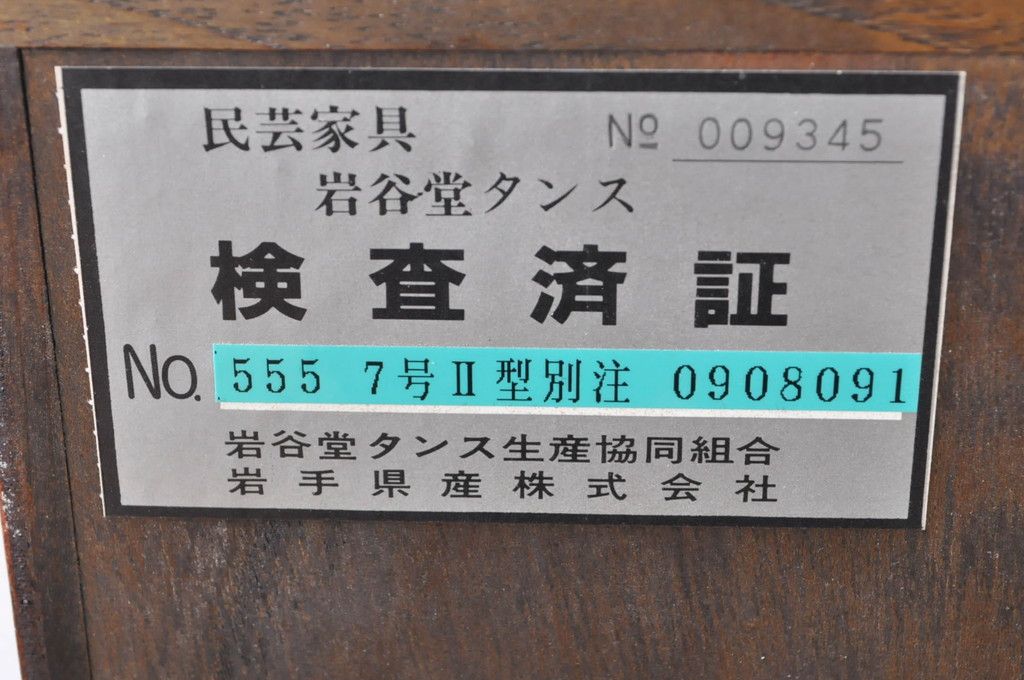 民芸家具 Nº 009345
岩谷堂タンス
検査済証
No. 555 7号Ⅱ型別注 0908091
岩谷堂タンス生産協同組合
岩手県産株式会社